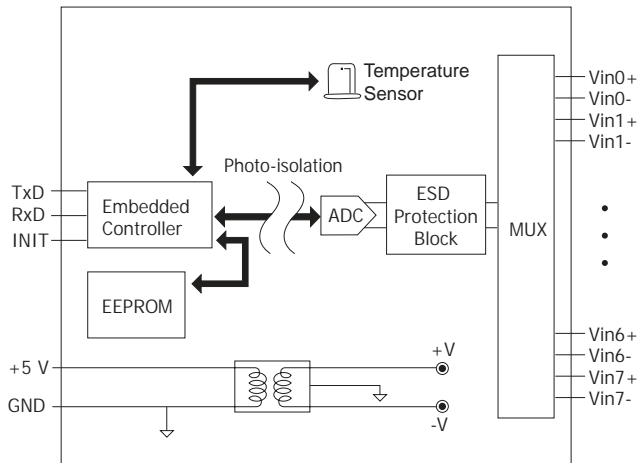 Temperature
Sensor
Vin0+
Vin0-
Vin1+
Vin1-
Photo-isolation
TxD
RxD
INIT
Embedded
Controller
ADC
ESD
Protection
Block
MUX
EEPROM
+5 V
GND
+V
-V
Vin6+
Vin6-
Vin7+
Vin7-